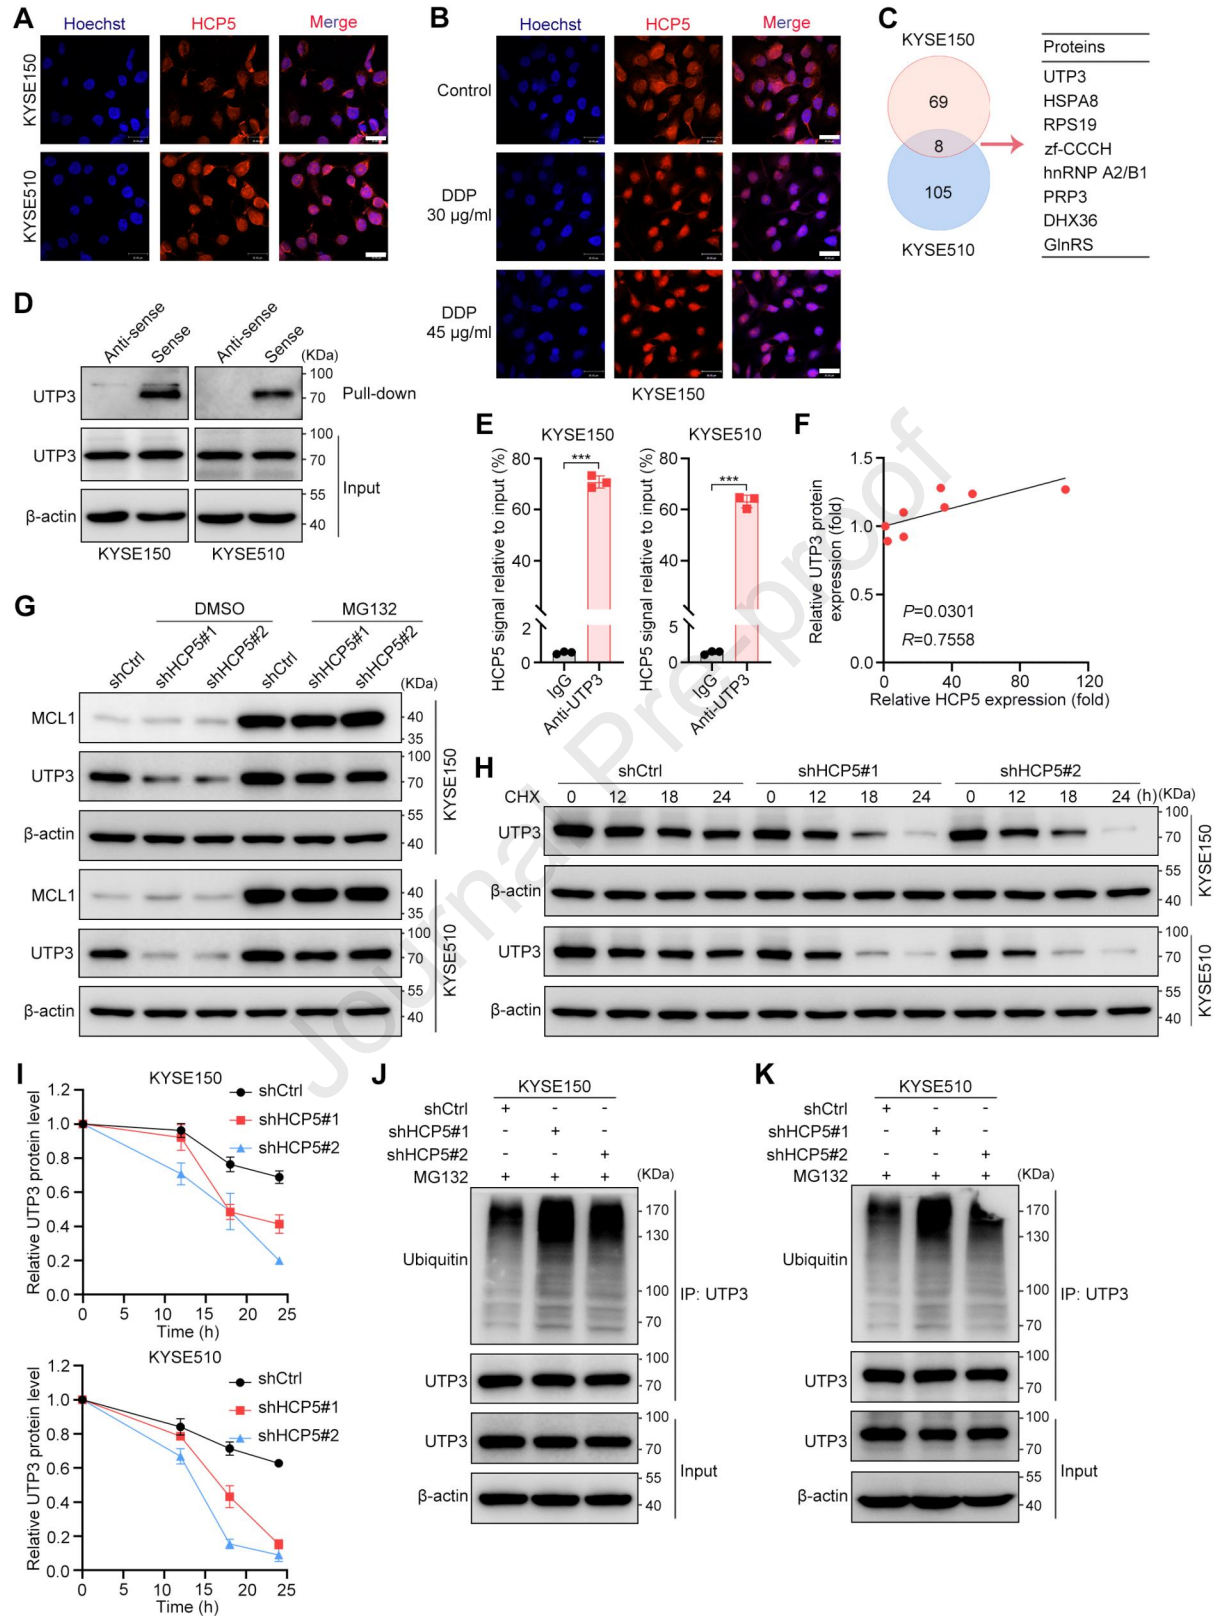 A
Hoechst HCP5 Merge
KYSE150
KYSE510
B
Hoechst HCP5 Merge
Control
DDP
30 μg/ml
DDP
45 μg/ml
KYSE150
C
KYSE150
69
8
105
KYSE510
Proteins
UTP3
HSPA8
RPS19
zf-CCCH
hnRNP A2/B1
PRP3
DHX36
GlnRS
D
Anti-sense Sense Anti-sense Sense (KDa)
UTP3 100 70 Pull-down
UTP3 100 70
β-actin 55 40
Input
KYSE150 KYSE510
E
KYSE150
HCP5 signal relative to input (%)
80
60
40
2
0
***
IgG Anti-UTP3
KYSE510
HCP5 signal relative to input (%)
80
60
40
5
0
***
IgG Anti-UTP3
F
Relative UTP3 protein
expression (fold)
1.5
1.0
0.5
0.0
P=0.0301
R=0.7558
0 40 80 120
Relative HCP5 expression (fold)
G
DMSO MG132
shCtrl shHCP5#1 shHCP5#2 shCtrl shHCP5#1 shHCP5#2 (KDa)
MCL1 40 35
UTP3 100 70
β-actin 55 40
KYSE150
MCL1 40 35
UTP3 100 70
β-actin 55 40
KYSE510
H
shCtrl shHCP5#1 shHCP5#2
CHX 0 12 18 24 0 12 18 24 0 12 18 24 (h) (KDa)
UTP3 100 70
β-actin 55 40
KYSE150
UTP3 100 70
β-actin 55 40
KYSE510
I
KYSE150
shCtrl
shHCP5#1
shHCP5#2
Relative UTP3 protein level
1.2
1.0
0.8
0.6
0.4
0.2
0.0
0 5 10 15 20 25
Time (h)
KYSE510
shCtrl
shHCP5#1
shHCP5#2
Relative UTP3 protein level
1.2
1.0
0.8
0.6
0.4
0.2
0.0
0 5 10 15 20 25
Time (h)
J
KYSE150
shCtrl + - -
shHCP5#1 - + -
shHCP5#2 - - +
MG132 + + + (KDa)
Ubiquitin
170
130
100
70
IP: UTP3
UTP3 100 70
UTP3 100 70
β-actin 55 40
Input
K
KYSE510
shCtrl + - -
shHCP5#1 - + -
shHCP5#2 - - +
MG132 + + + (KDa)
Ubiquitin
170
130
100
70
IP: UTP3
UTP3 100 70
UTP3 100 70
β-actin 55 40
Input
Journal Pre-proof